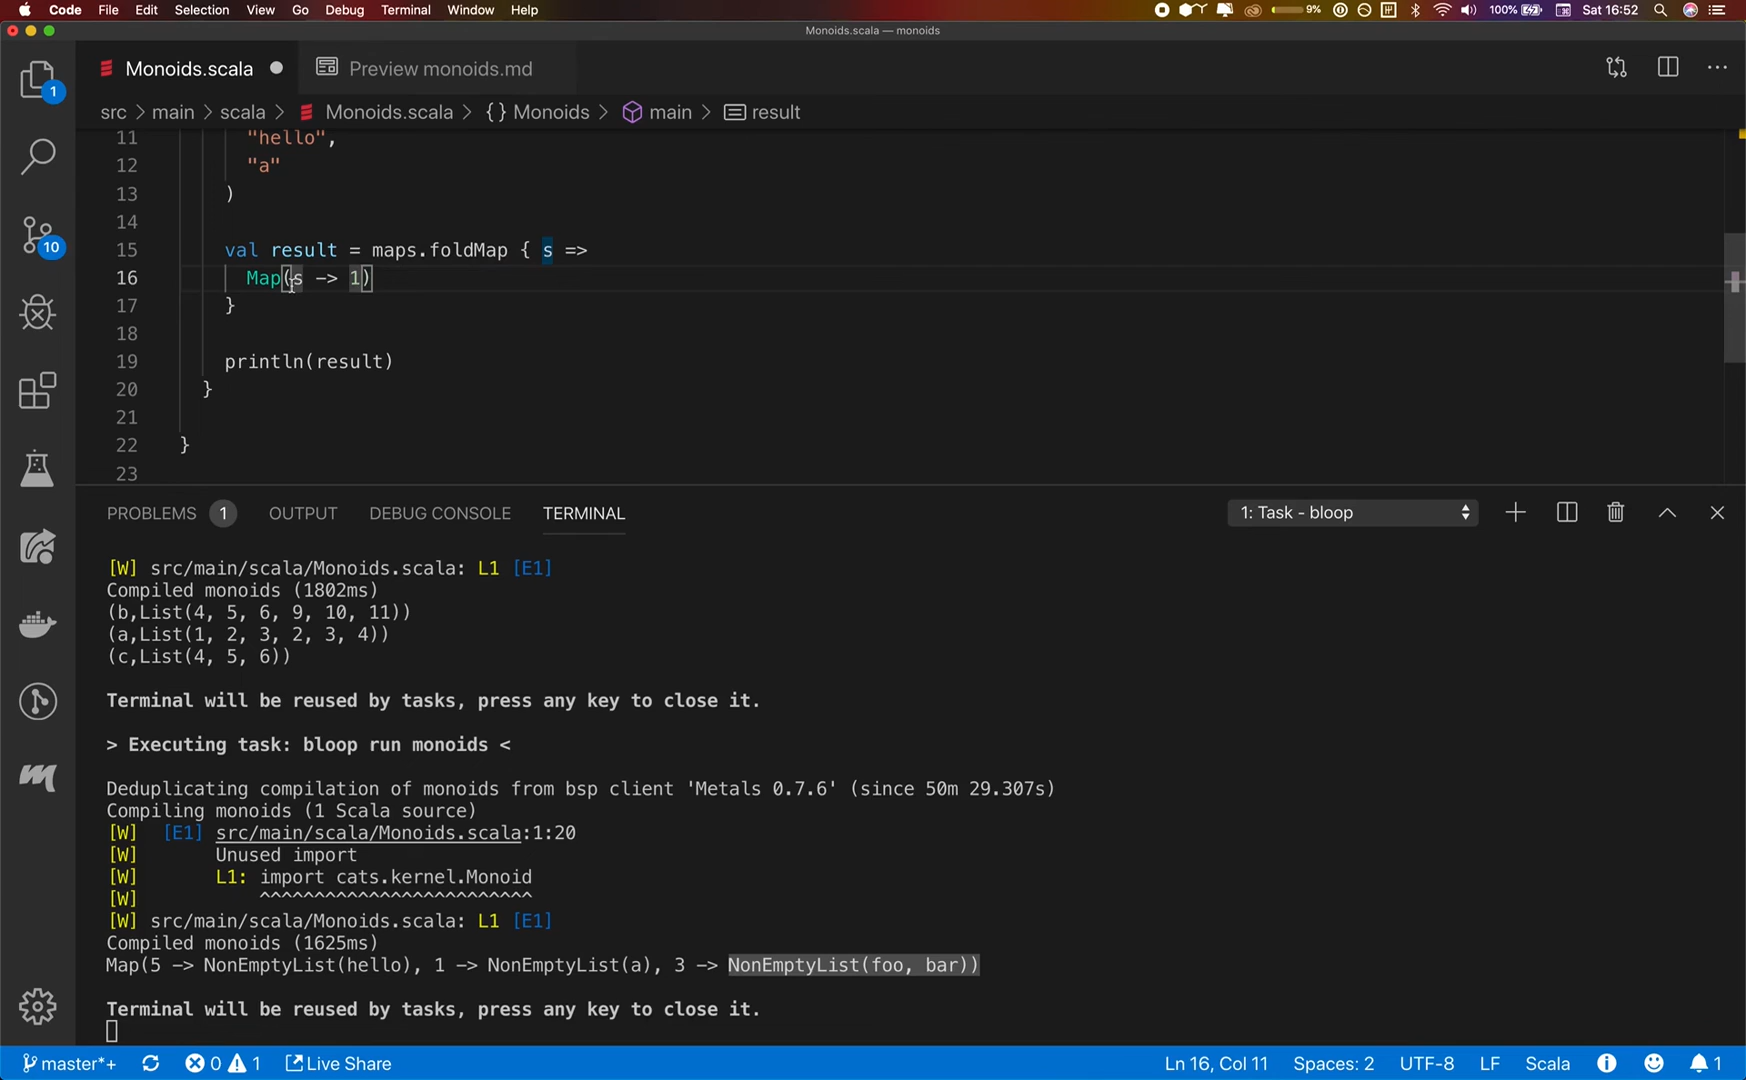 Code File Edit Selection View Go Debug Terminal Window Help 9% 100% Sat 16:52
Monoids.scala — monoids
Monoids.scala Preview monoids.md
src > main > scala > Monoids.scala > {} Monoids > main > result
11 "hello",
12 "a"
13 )
14
15 val result = maps.foldMap { s =>
16 Map(s -> 1)
17 }
18
19 println(result)
20 }
21
22 }
23
1
10
PROBLEMS 1 OUTPUT DEBUG CONSOLE TERMINAL 1: Task - bloop
[W] src/main/scala/Monoids.scala: L1 [E1]
Compiled monoids (1802ms)
(b,List(4, 5, 6, 9, 10, 11))
(a,List(1, 2, 3, 2, 3, 4))
(c,List(4, 5, 6))
Terminal will be reused by tasks, press any key to close it.
> Executing task: bloop run monoids <
Deduplicating compilation of monoids from bsp client 'Metals 0.7.6' (since 50m 29.307s)
Compiling monoids (1 Scala source)
[W] [E1] src/main/scala/Monoids.scala:1:20
[W] Unused import
[W] L1: import cats.kernel.Monoid
[W] ^^^^^^^^^^^^^^^^^^^^^^^^^
[W] src/main/scala/Monoids.scala: L1 [E1]
Compiled monoids (1625ms)
Map(5 -> NonEmptyList(hello), 1 -> NonEmptyList(a), 3 -> NonEmptyList(foo, bar))
Terminal will be reused by tasks, press any key to close it.
master*+ 0 1 Live Share Ln 16, Col 11 Spaces: 2 UTF-8 LF Scala 1